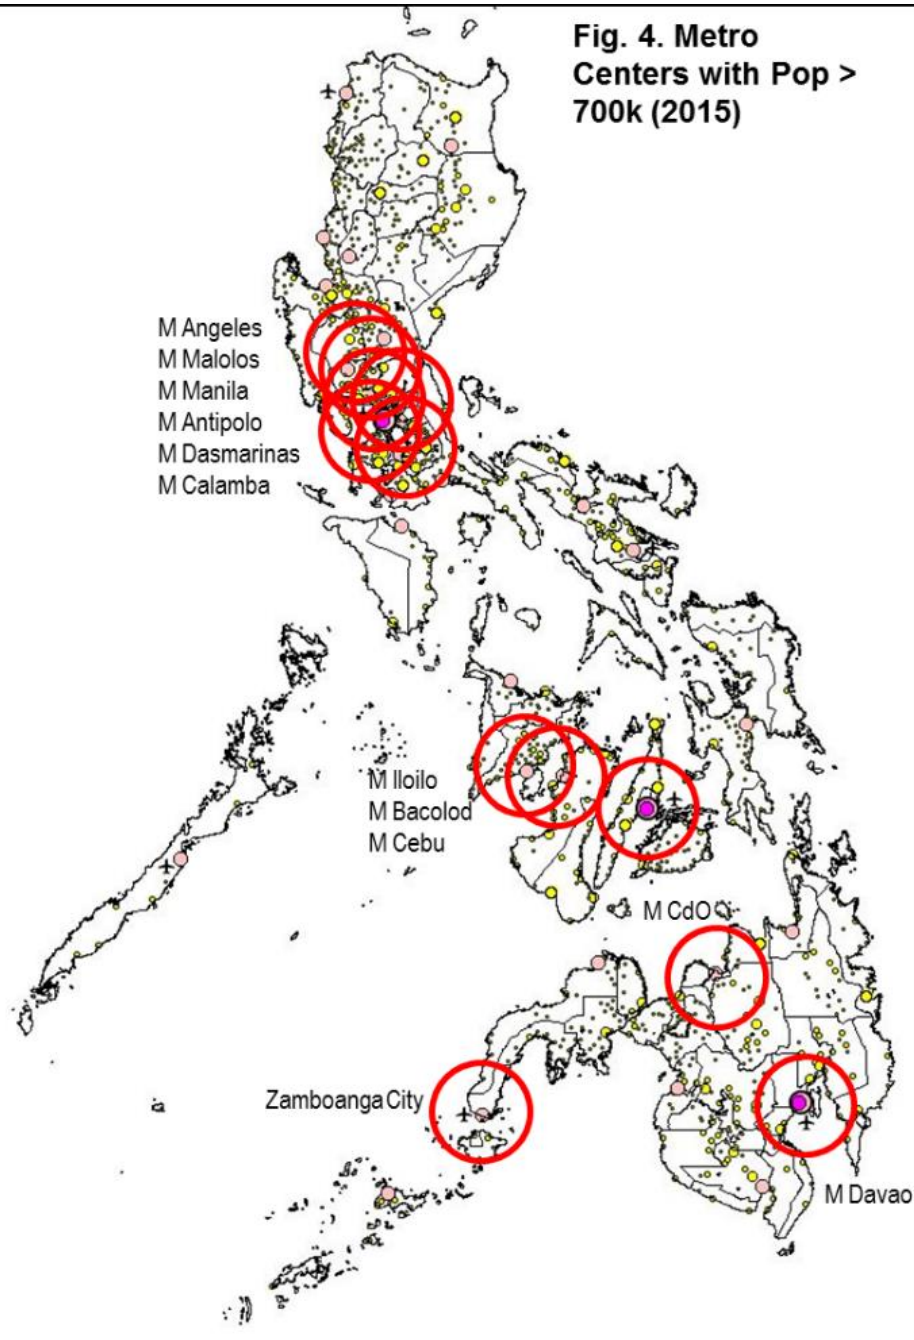 Fig. 4. Metro
Centers with Pop >
700k (2015)
M Angeles
M Malolos
M Manila
M Antipolo
M Dasmarinas
M Calamba
M Iloilo
M Bacolod
M Cebu
M CdO
Zamboanga City
M Davao